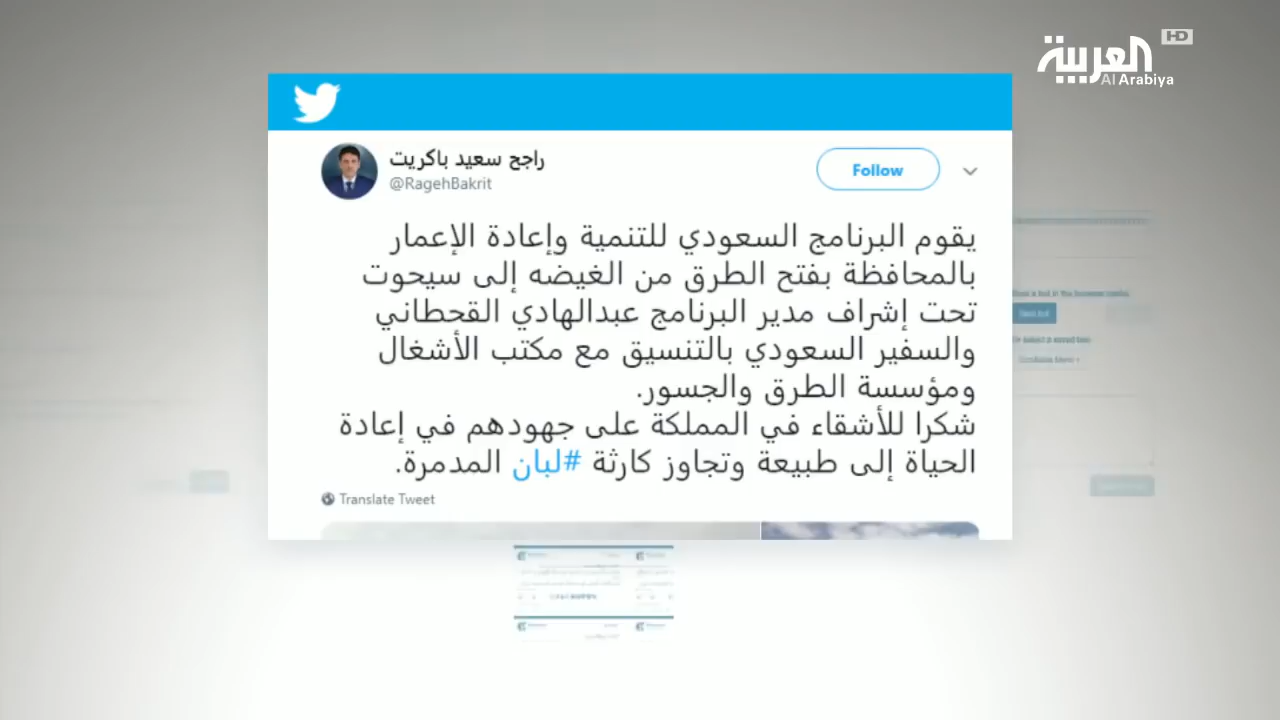 العربية HD
Al Arabiya
راجح سعيد باكريت
@RagehBakrit
Follow
يقوم البرنامج السعودي للتنمية وإعادة الإعمار
بالمحافظة بفتح الطرق من الغيضه إلى سيحوت
تحت إشراف مدير البرنامج عبدالهادي القحطاني
والسفير السعودي بالتنسيق مع مكتب الأشغال
ومؤسسة الطرق والجسور.
شكرا للأشقاء في المملكة على جهودهم في إعادة
الحياة إلى طبيعة وتجاوز كارثة #لبان المدمرة.
Translate Tweet